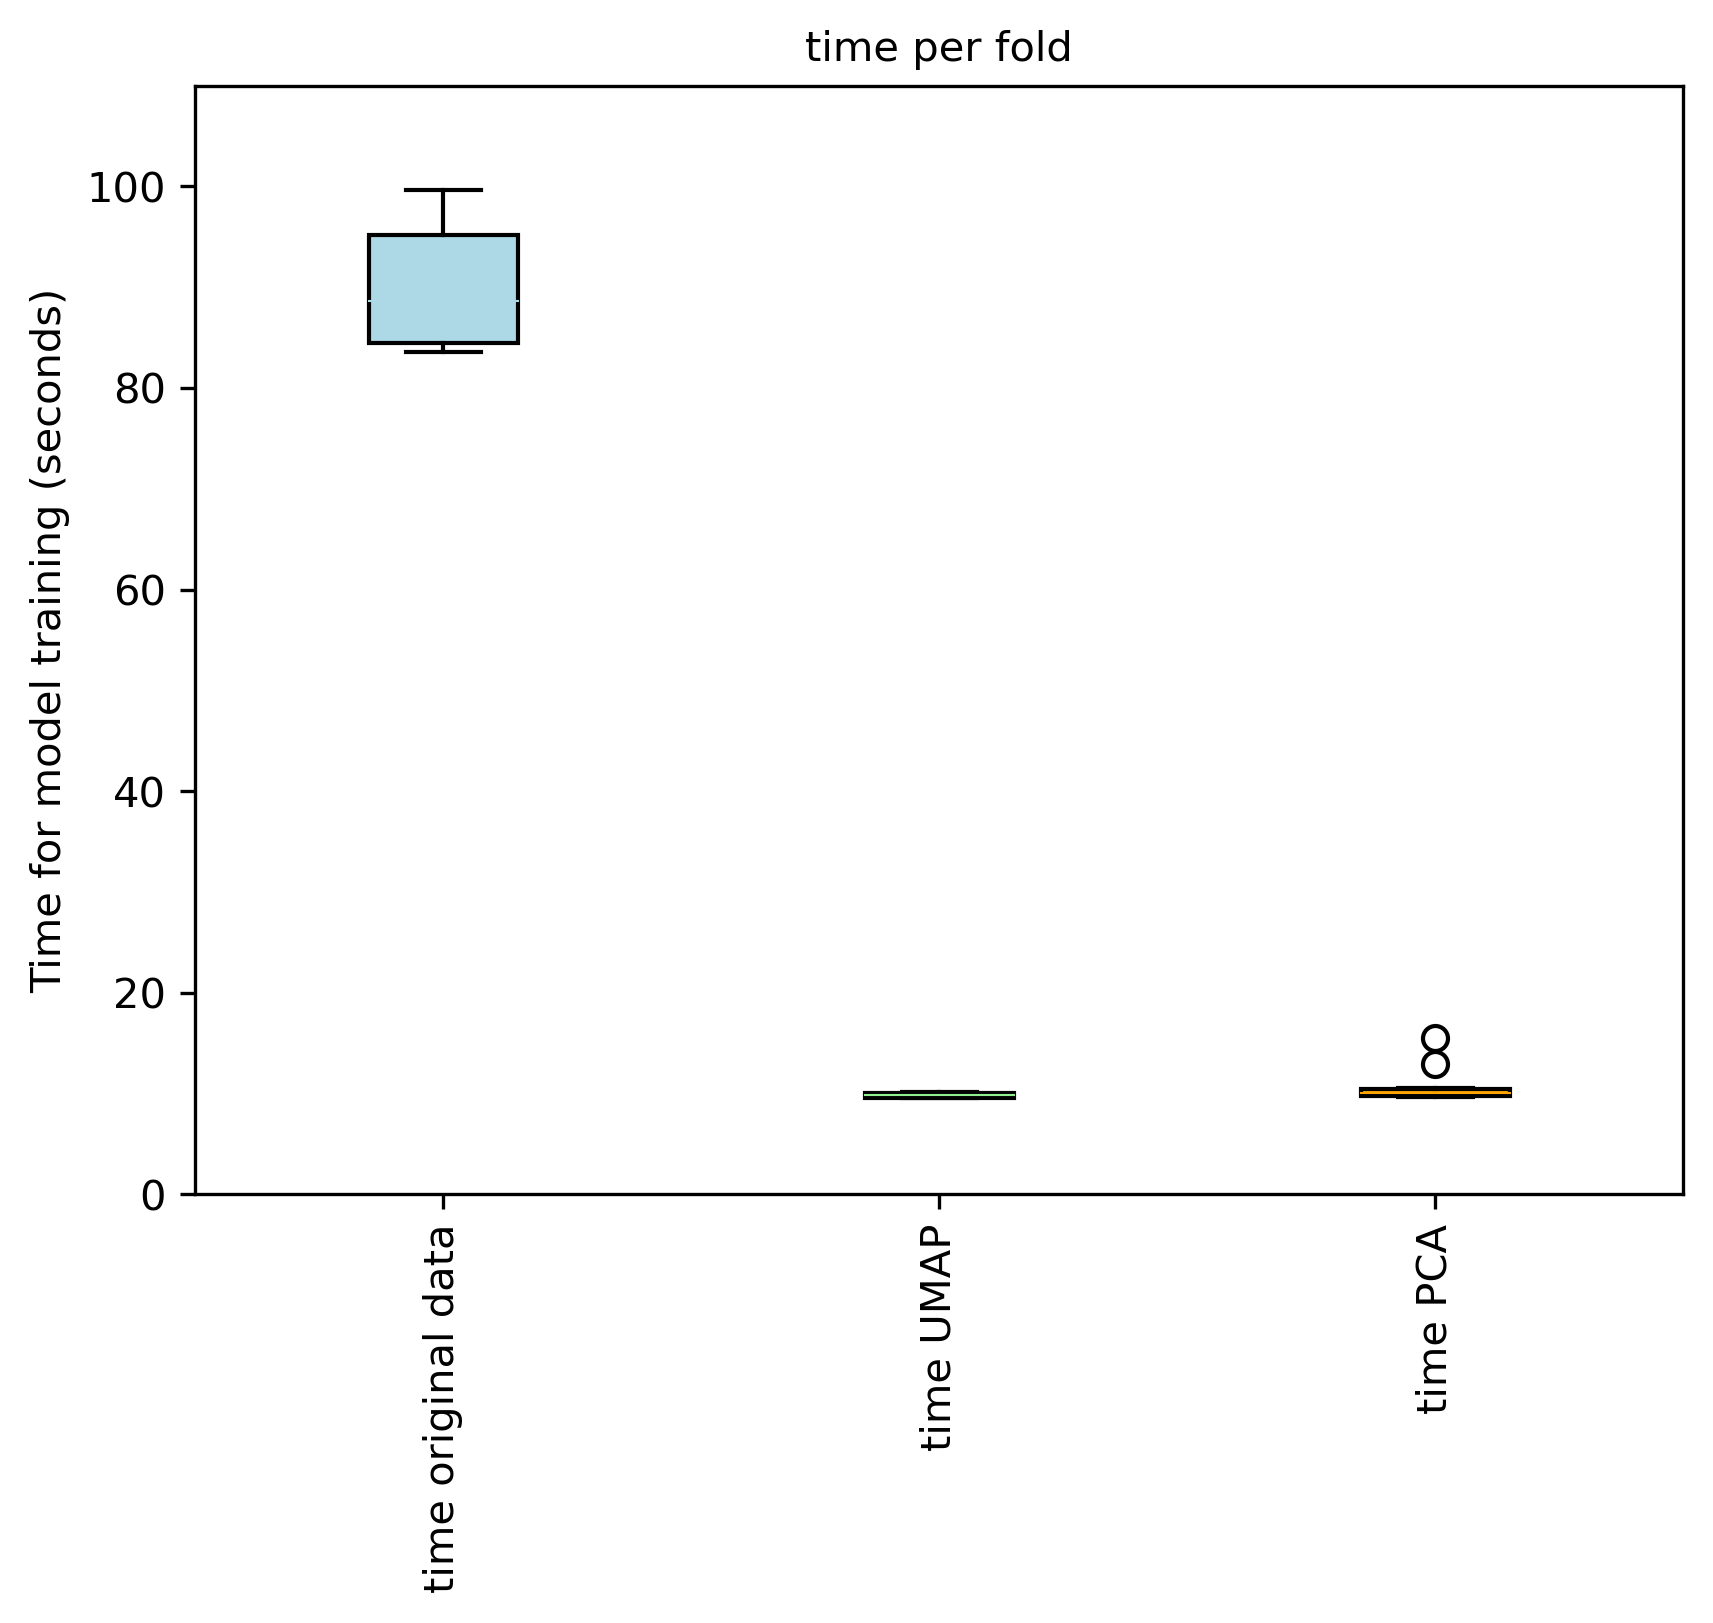 time per fold
Time for model training (seconds)
100
80
60
40
20
0
time original data
time UMAP
time PCA